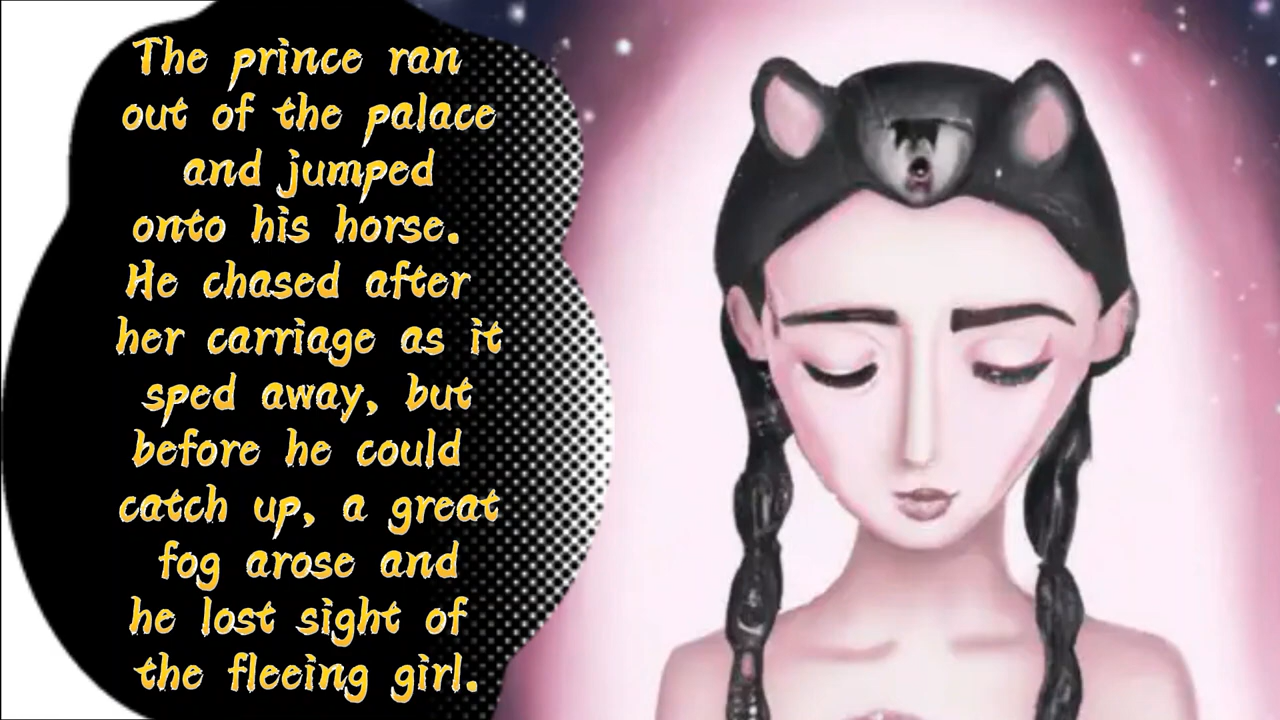 The prince ran
out of the palace
and jumped
onto his horse.
He chased after
her carriage as it
sped away, but
before he could
catch up, a great
fog arose and
he lost sight of
the fleeing girl.